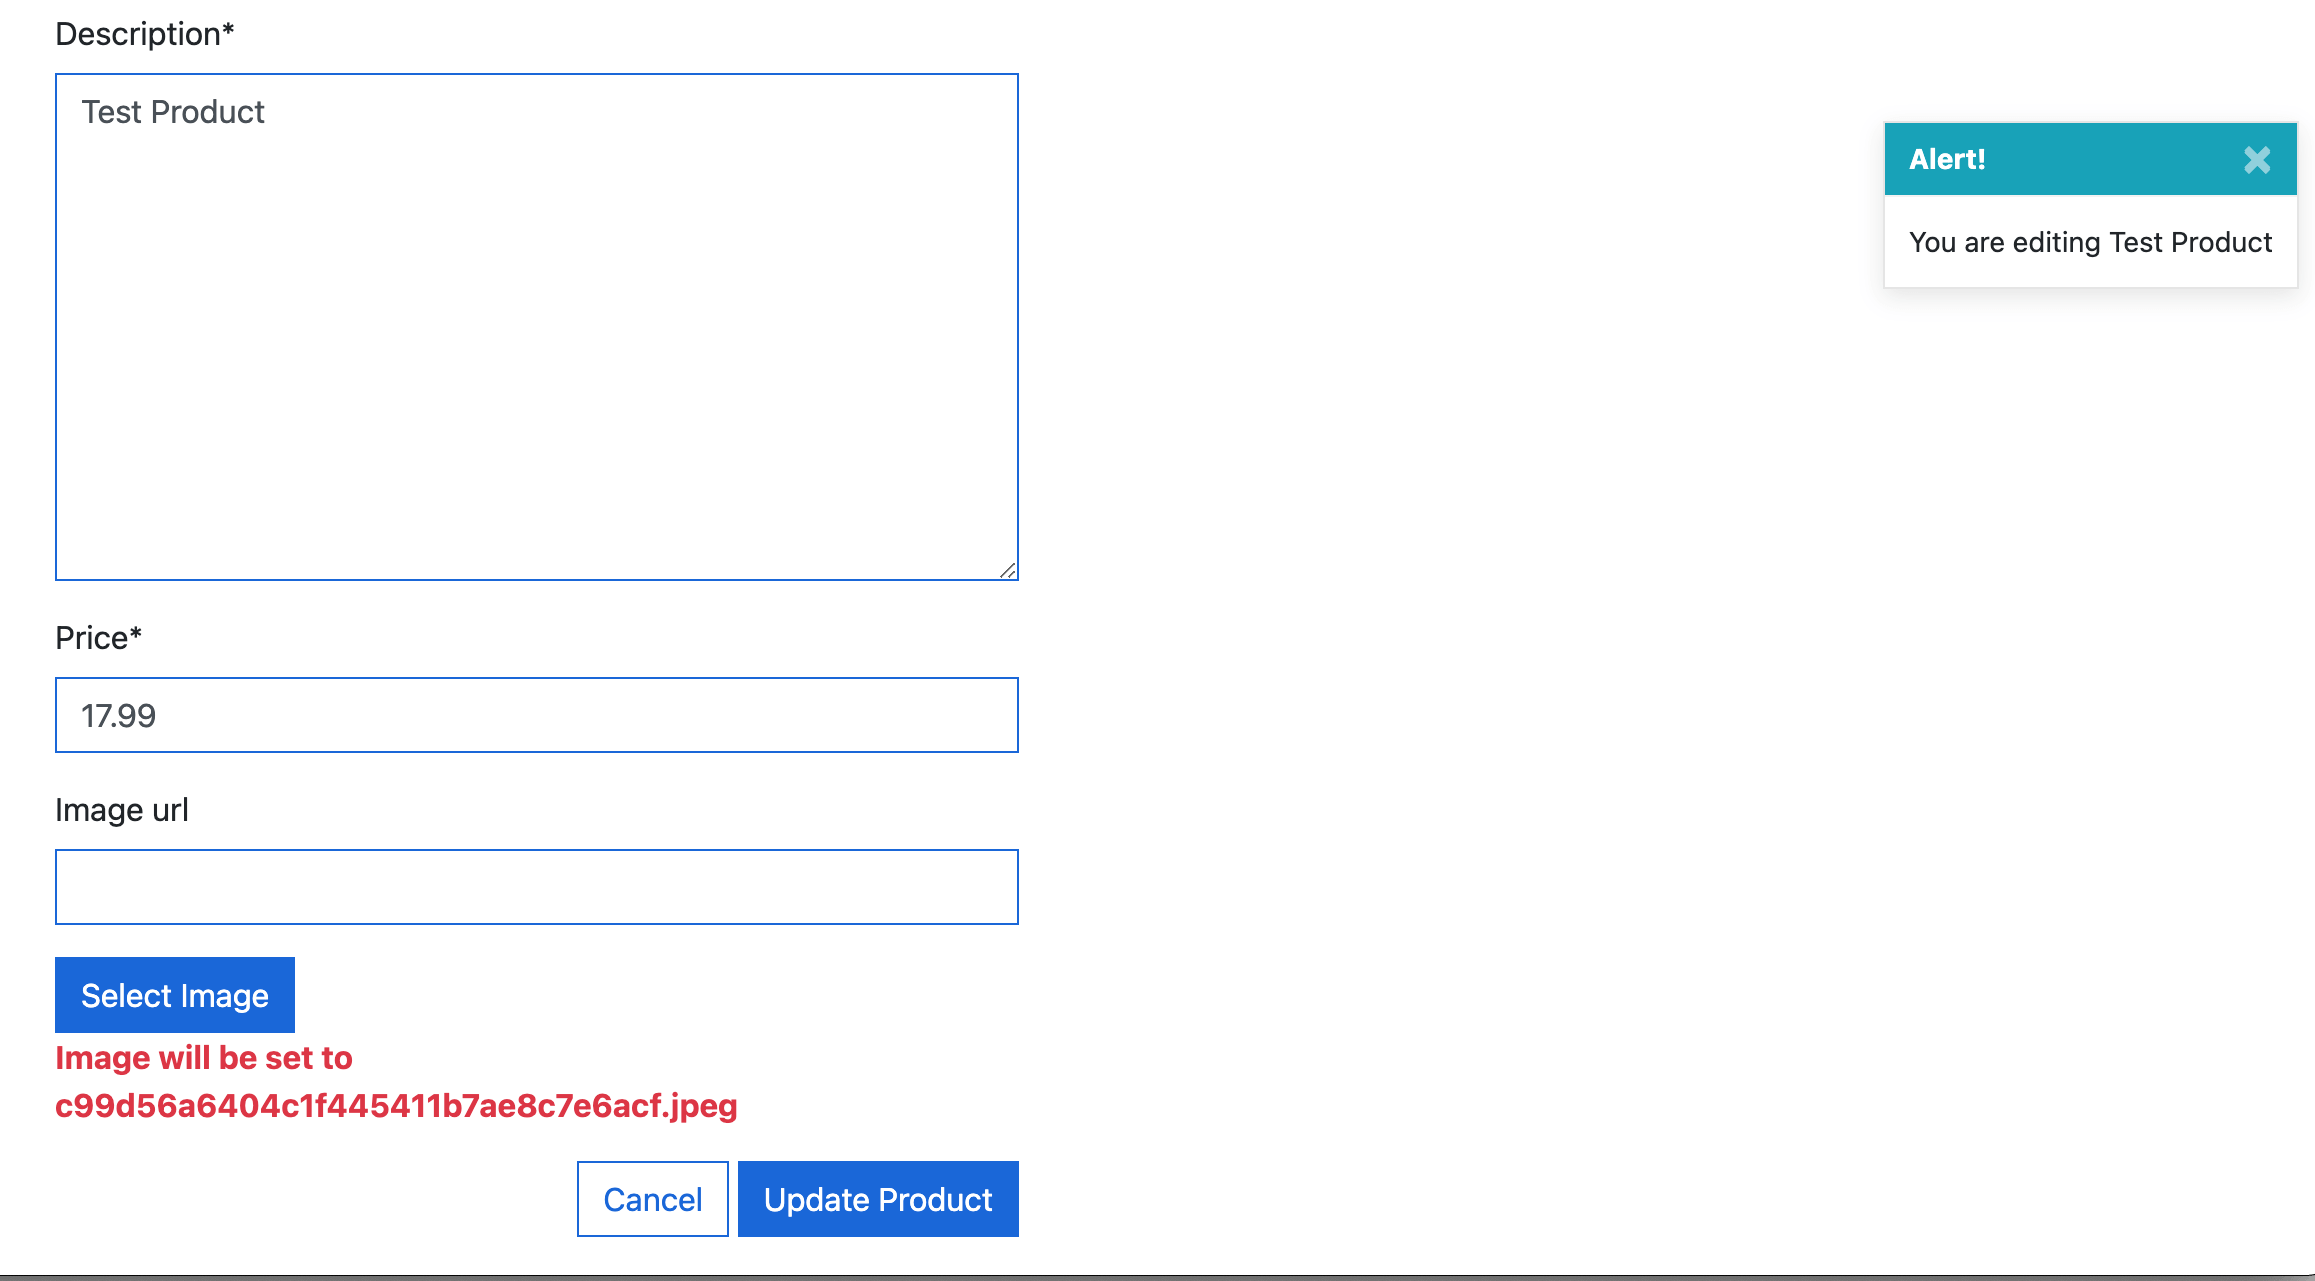 Description*
Test Product
Alert!
You are editing Test Product
Price*
17.99
Image url
Select Image
Image will be set to
c99d56a6404c1f445411b7ae8c7e6acf.jpeg
Cancel
Update Product